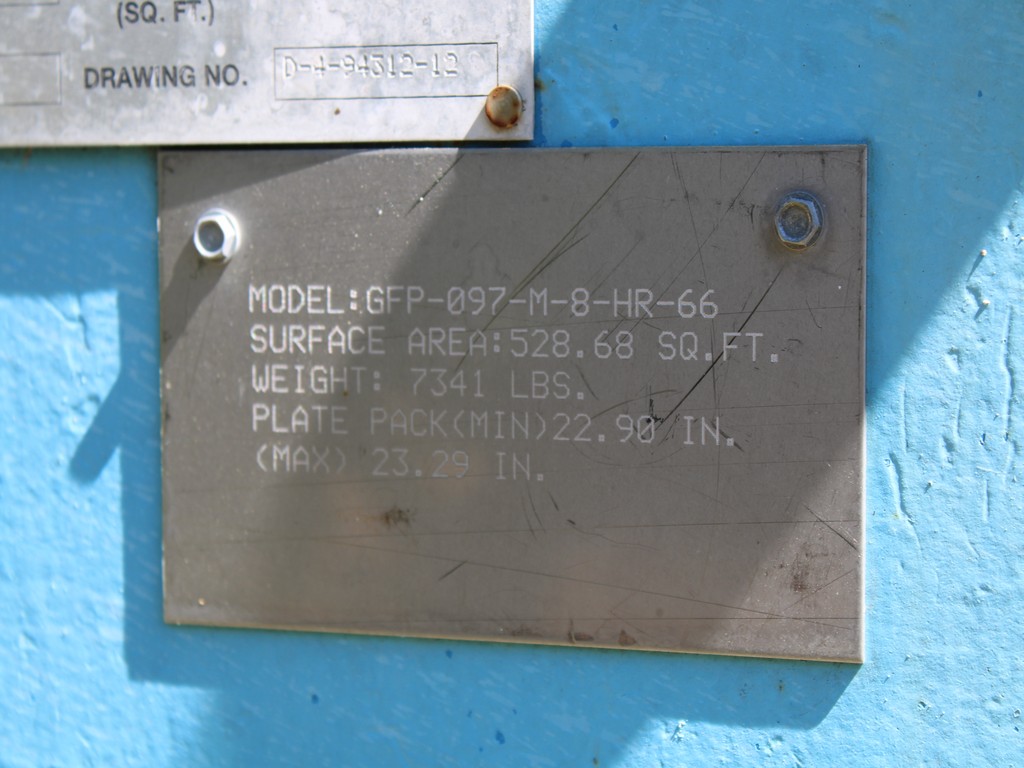 (SQ. FT.)
DRAWING NO. D-4-94312-12
MODEL:GFP-097-M-8-HR-66
SURFACE AREA:528.68 SQ.FT.
WEIGHT: 7341 LBS.
PLATE PACK(MIN)22.90 IN.
(MAX) 23.29 IN.